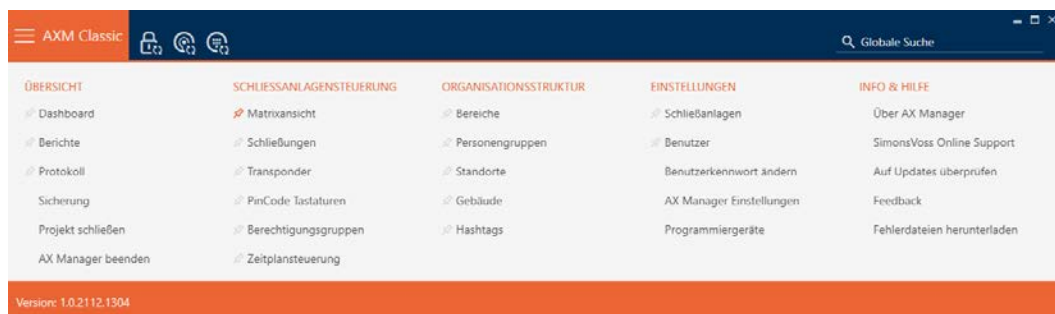 AXM Classic
Globale Suche
ÜBERSICHT
Dashboard
Berichte
Protokoll
Sicherung
Projekt schließen
AX Manager beenden
SCHLIESSANLAGENSTEUERUNG
Matrixansicht
Schließungen
Transponder
PinCode Tastaturen
Berechtigungsgruppen
Zeitplansteuerung
ORGANISATIONSSTRUKTUR
Bereiche
Personengruppen
Standorte
Gebäude
Hashtags
EINSTELLUNGEN
Schließanlagen
Benutzer
Benutzerkennwort ändern
AX Manager Einstellungen
Programmiergeräte
INFO & HILFE
Über AX Manager
SimonsVoss Online Support
Auf Updates überprüfen
Feedback
Fehlerdateien herunterladen
Version: 1.0.2112.1304